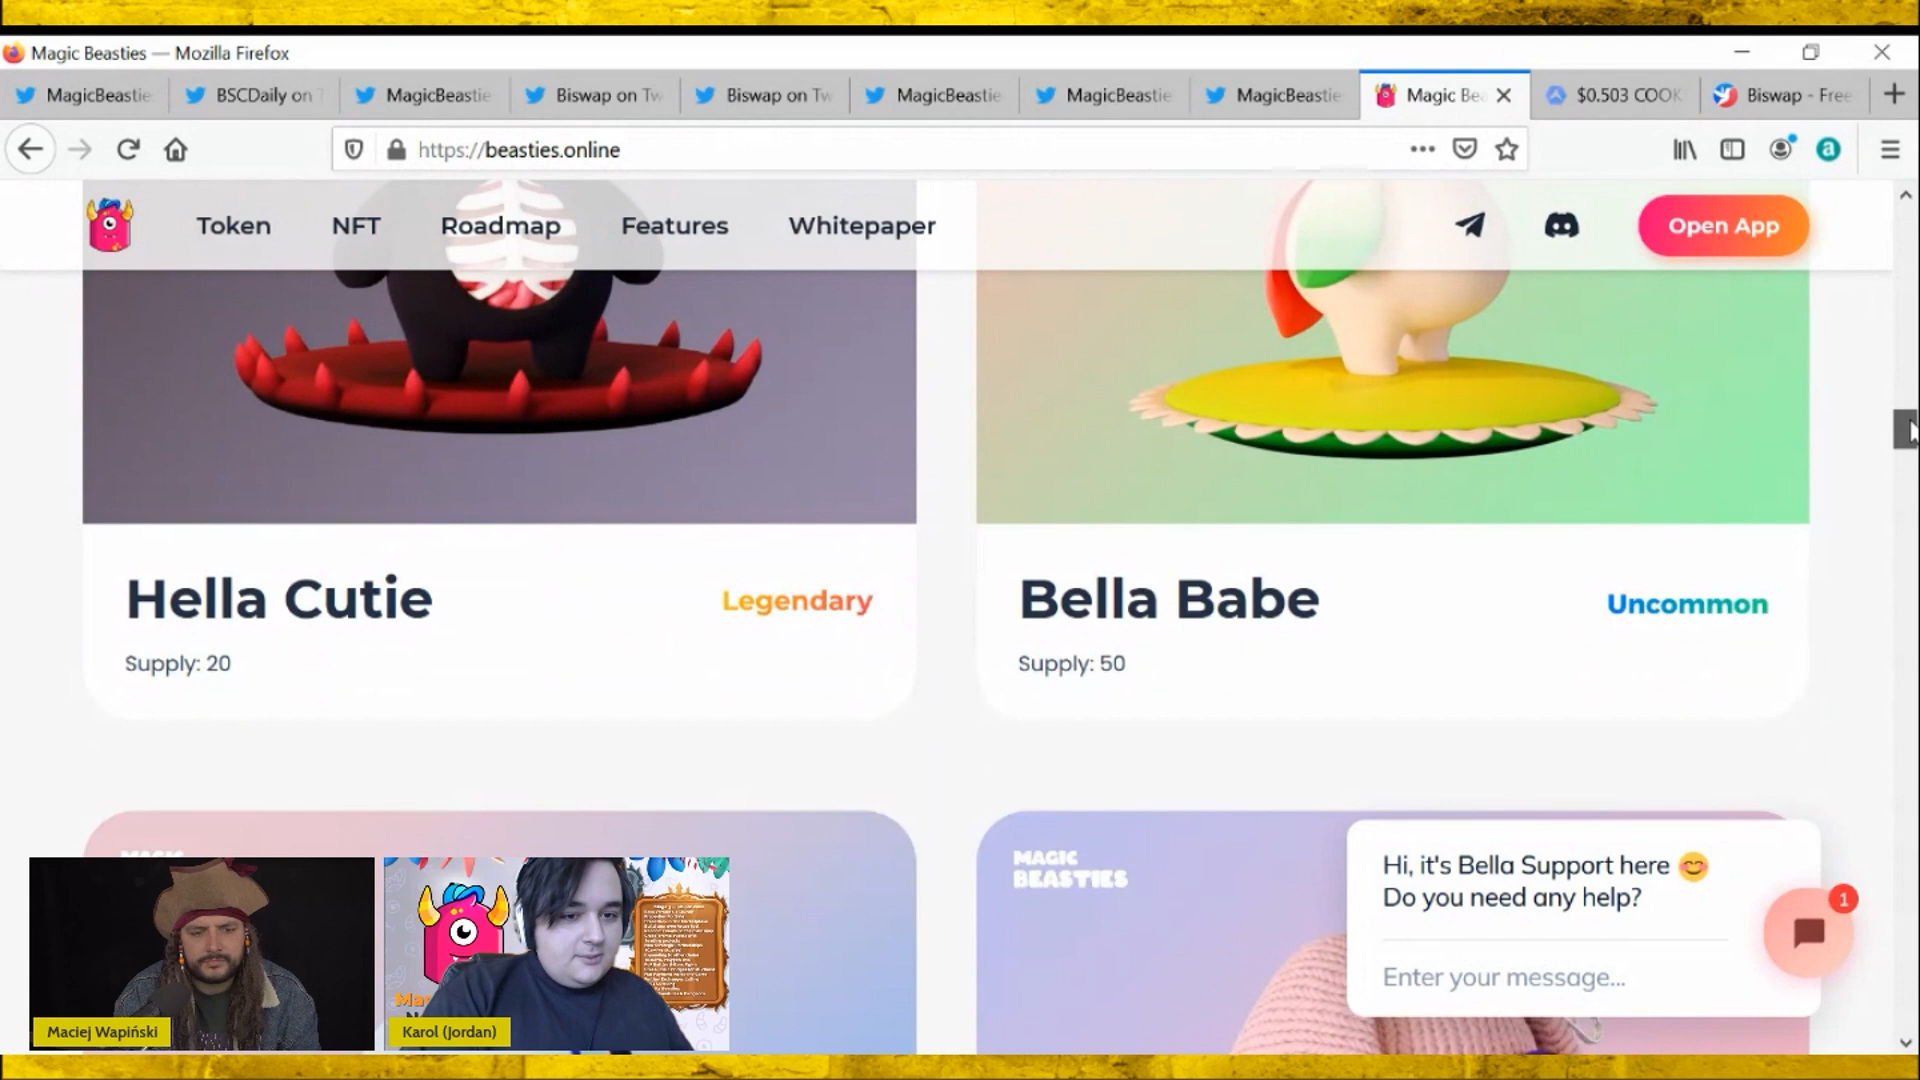 Magic Beasties — Mozilla Firefox
MagicBeastie
BSCDaily on T
MagicBeastie
Biswap on Tw
Biswap on Tw
MagicBeastie
MagicBeastie
MagicBeastie
Magic Bea
$0.503 COOK
Biswap - Free
https://beasties.online
Token
NFT
Roadmap
Features
Whitepaper
Open App
Hella Cutie
Legendary
Supply: 20
Bella Babe
Uncommon
Supply: 50
MAGIC
MAGIC
BEASTIES
Hi, it's Bella Support here 😊
Do you need any help?
1
Enter your message...
Maciej Wapiński
Karol (Jordan)